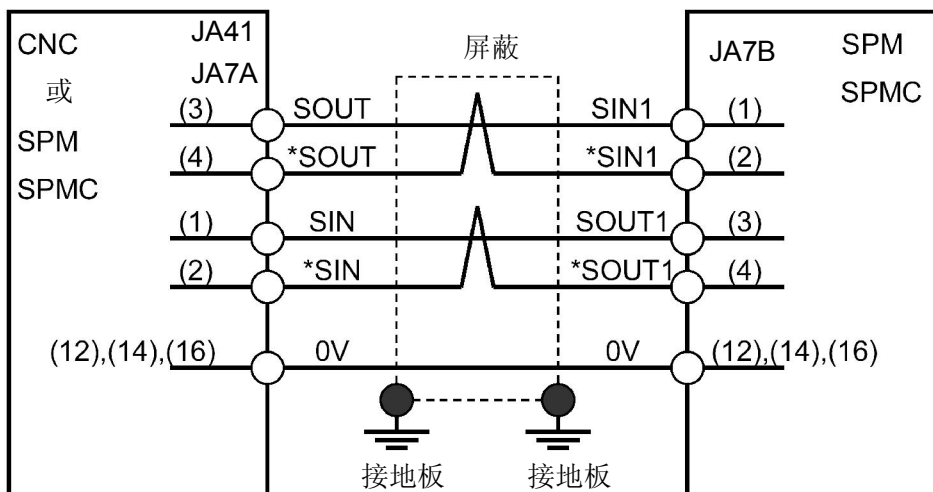 CNC
或
SPM
SPMC
JA41
JA7A
屏蔽
JA7B
SPM
SPMC
(3) SOUT SIN1 (1)
(4) *SOUT *SIN1 (2)
(1) SIN SOUT1 (3)
(2) *SIN *SOUT1 (4)
(12),(14),(16) 0V 0V (12),(14),(16)
接地板 接地板